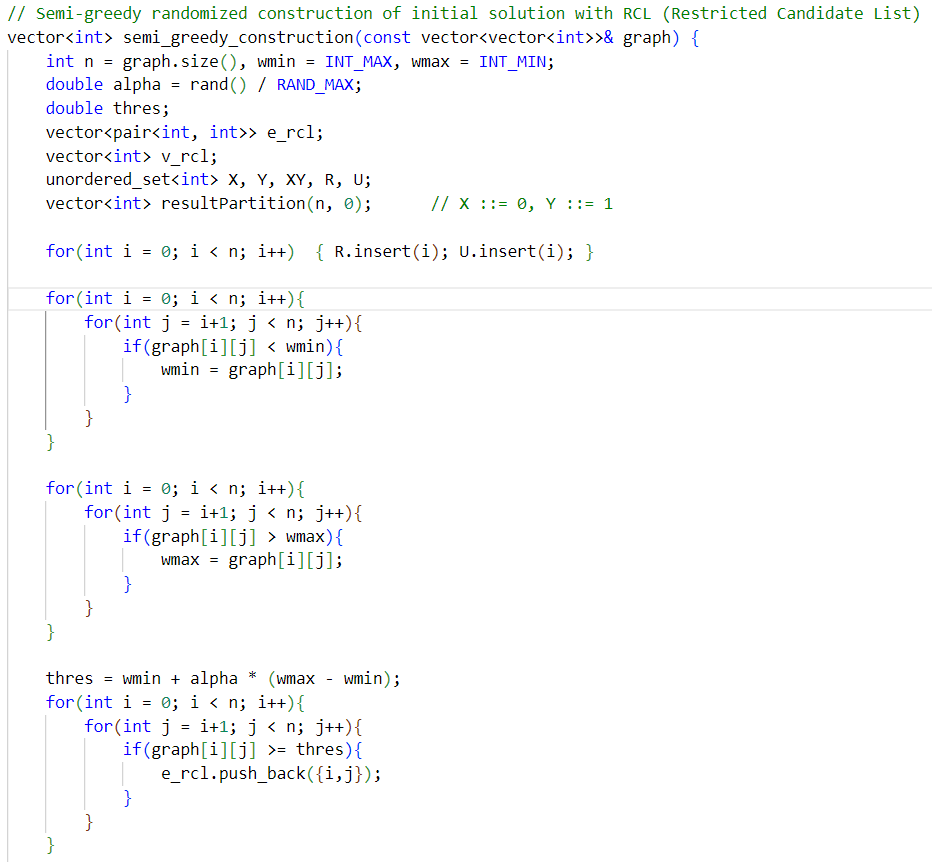 // Semi-greedy randomized construction of initial solution with RCL (Restricted Candidate List)
vector<int> semi_greedy_construction(const vector<vector<int>>& graph) {
    int n = graph.size(), wmin = INT_MAX, wmax = INT_MIN;
    double alpha = rand() / RAND_MAX;
    double thres;
    vector<pair<int, int>> e_rcl;
    vector<int> v_rcl;
    unordered_set<int> X, Y, XY, R, U;
    vector<int> resultPartition(n, 0);      // X ::= 0, Y ::= 1

    for(int i = 0; i < n; i++)  { R.insert(i); U.insert(i); }

    for(int i = 0; i < n; i++){
        for(int j = i+1; j < n; j++){
            if(graph[i][j] < wmin){
                wmin = graph[i][j];
            }
        }
    }

    for(int i = 0; i < n; i++){
        for(int j = i+1; j < n; j++){
            if(graph[i][j] > wmax){
                wmax = graph[i][j];
            }
        }
    }

    thres = wmin + alpha * (wmax - wmin);
    for(int i = 0; i < n; i++){
        for(int j = i+1; j < n; j++){
            if(graph[i][j] >= thres){
                e_rcl.push_back({i,j});
            }
        }
    }